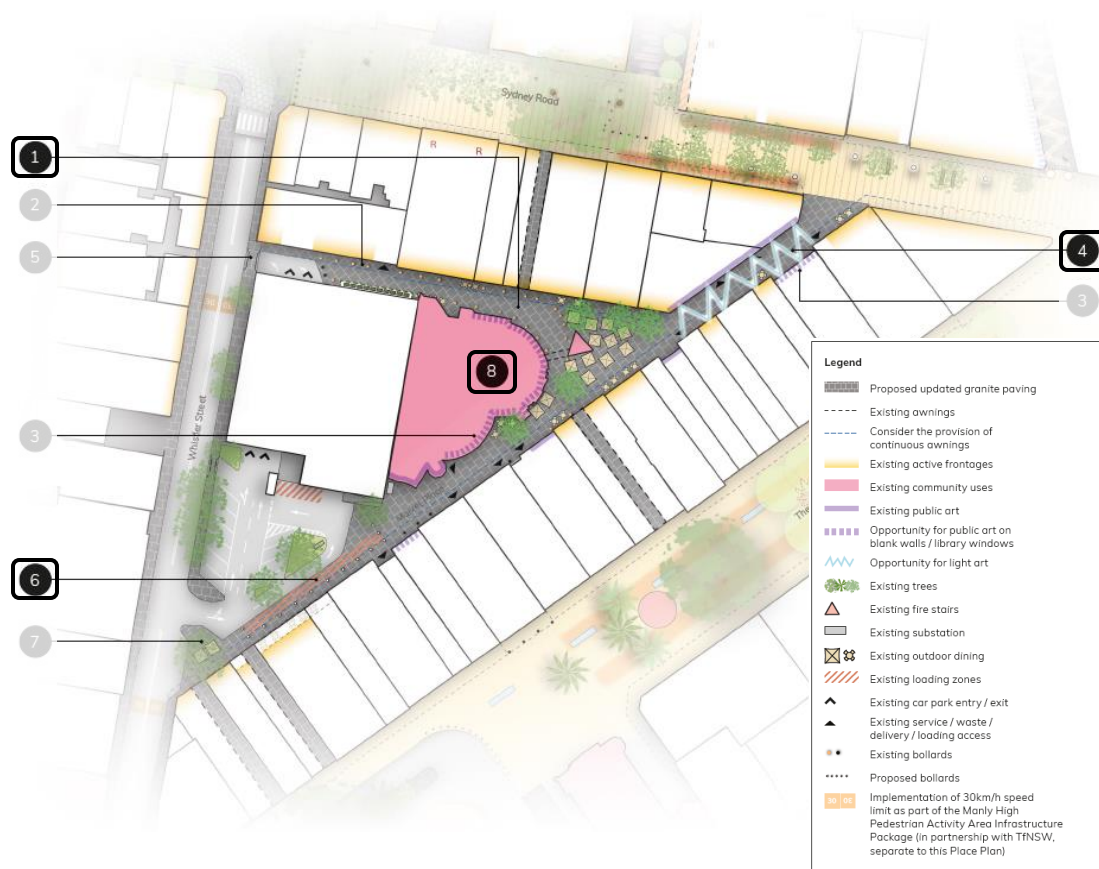 Sydney Road
R
R
R
1
2
5
4
3
8
Whistler Street
3
6
7
The
30 30
Legend
Proposed updated granite paving
Existing awnings
Consider the provision of
continuous awnings
Existing active frontages
Existing community uses
Existing public art
Opportunity for public art on
blank walls / library windows
Opportunity for light art
Existing trees
Existing fire stairs
Existing substation
Existing outdoor dining
Existing loading zones
Existing car park entry / exit
Existing service / waste /
delivery / loading access
Existing bollards
Proposed bollards
Implementation of 30km/h speed
limit as part of the Manly High
Pedestrian Activity Area Infrastructure
Package (in partnership with TfNSW,
separate to this Place Plan)